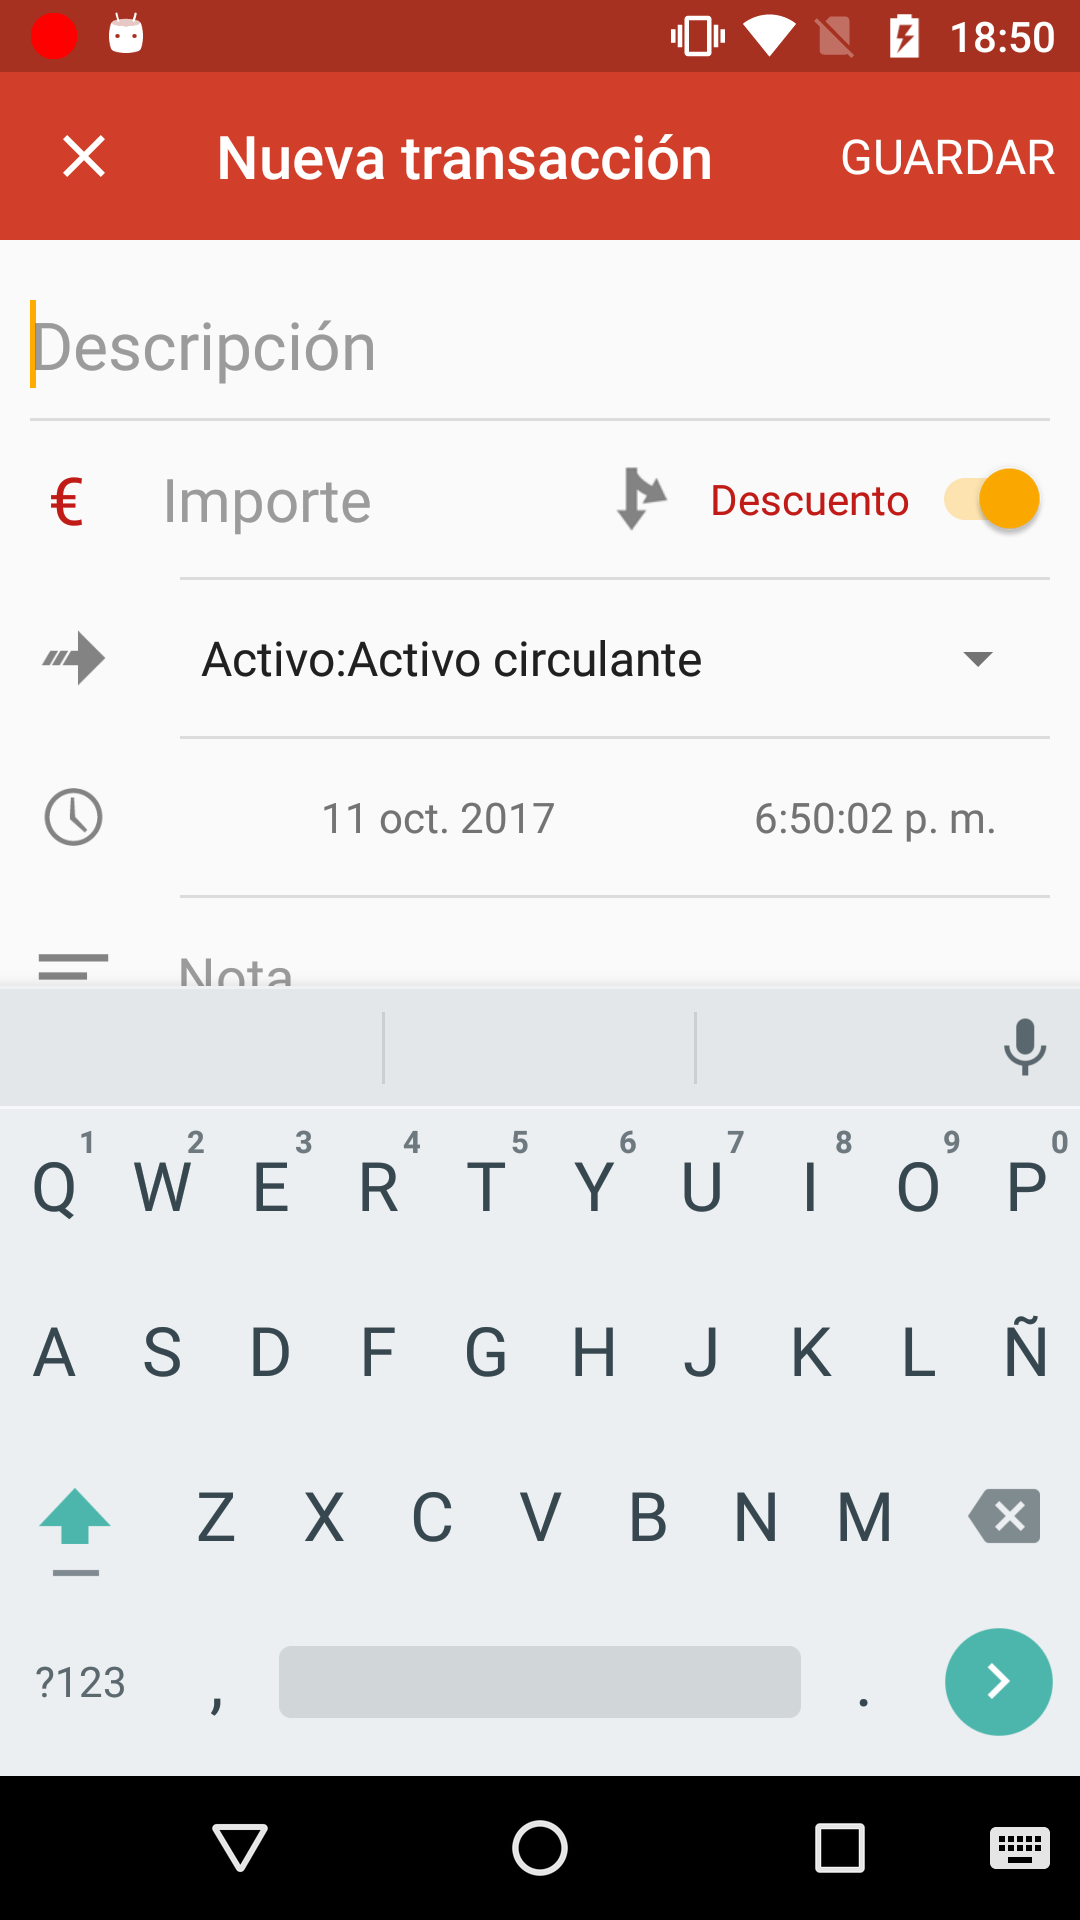 18:50
Nueva transacción GUARDAR
Descripción
€ Importe Descuento
Activo:Activo circulante
11 oct. 2017 6:50:02 p. m.
Nota
1 2 3 4 5 6 7 8 9 0
Q W E R T Y U I O P
A S D F G H J K L Ñ
Z X C V B N M
?123 , .